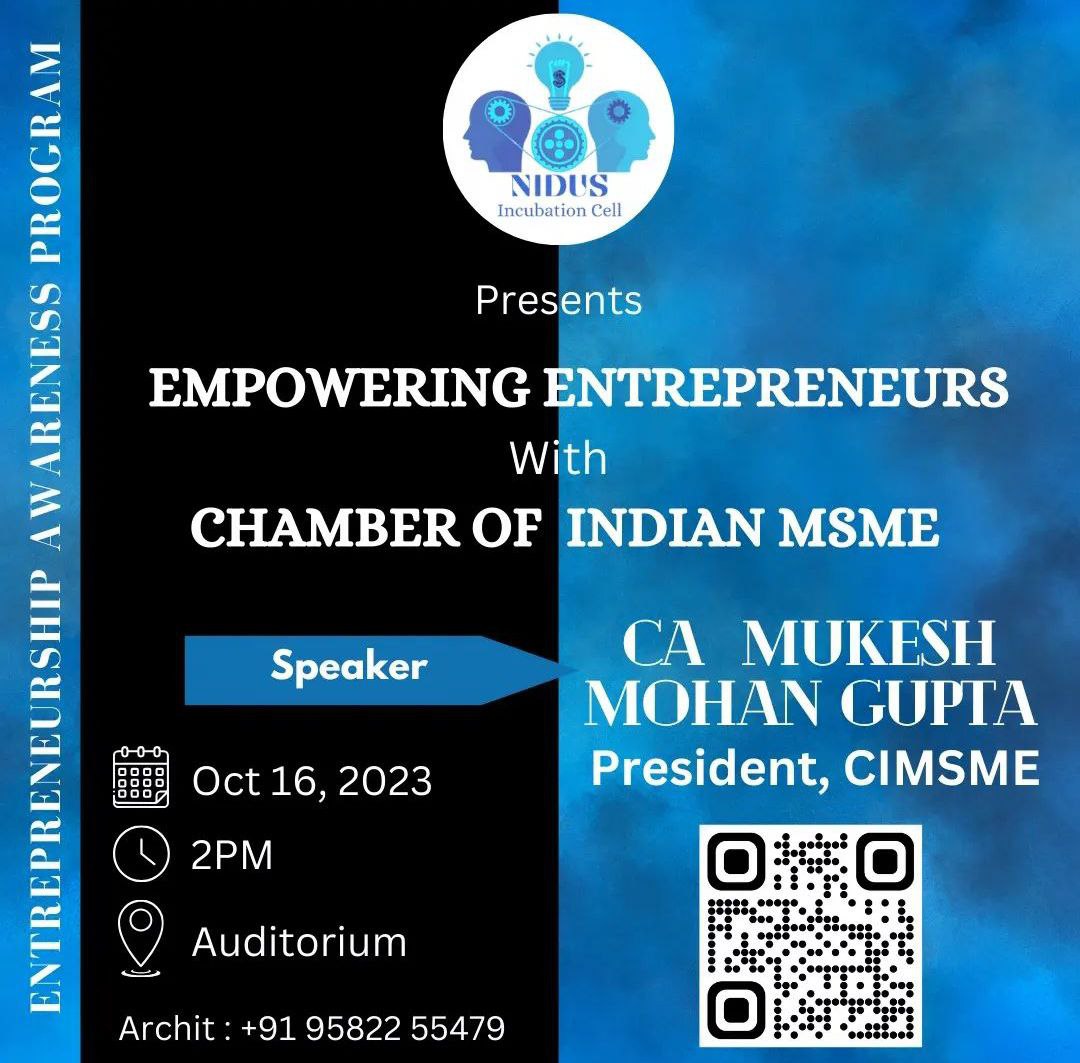 ENTREPRENEURSHIP AWARENESS PROGRAM
$
NIDUS
Incubation Cell
Presents
EMPOWERING ENTREPRENEURS
With
CHAMBER OF INDIAN MSME
Speaker
CA MUKESH
MOHAN GUPTA
President, CIMSME
Oct 16, 2023
2PM
Auditorium
Archit : +91 95822 55479